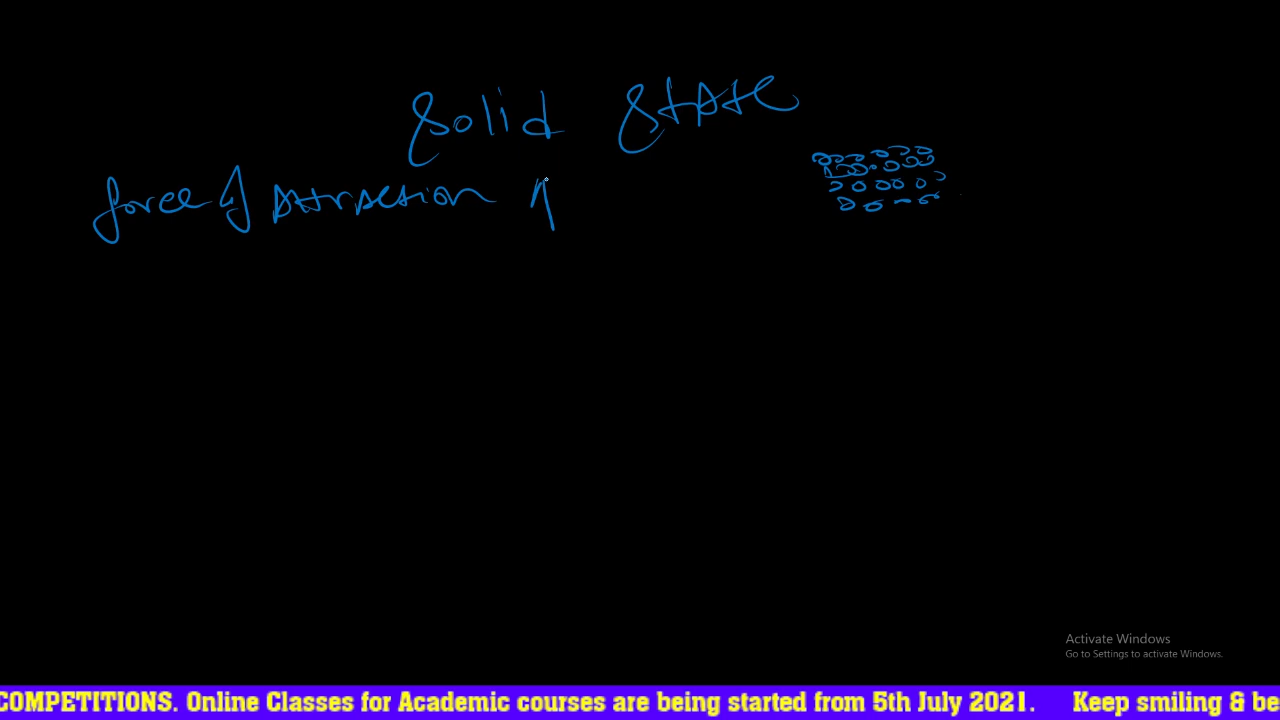 Solid State
force of attraction ↑
Activate Windows
Go to Settings to activate Windows.
COMPETITIONS. Online Classes for Academic courses are being started from 5th July 2021. Keep smiling & be